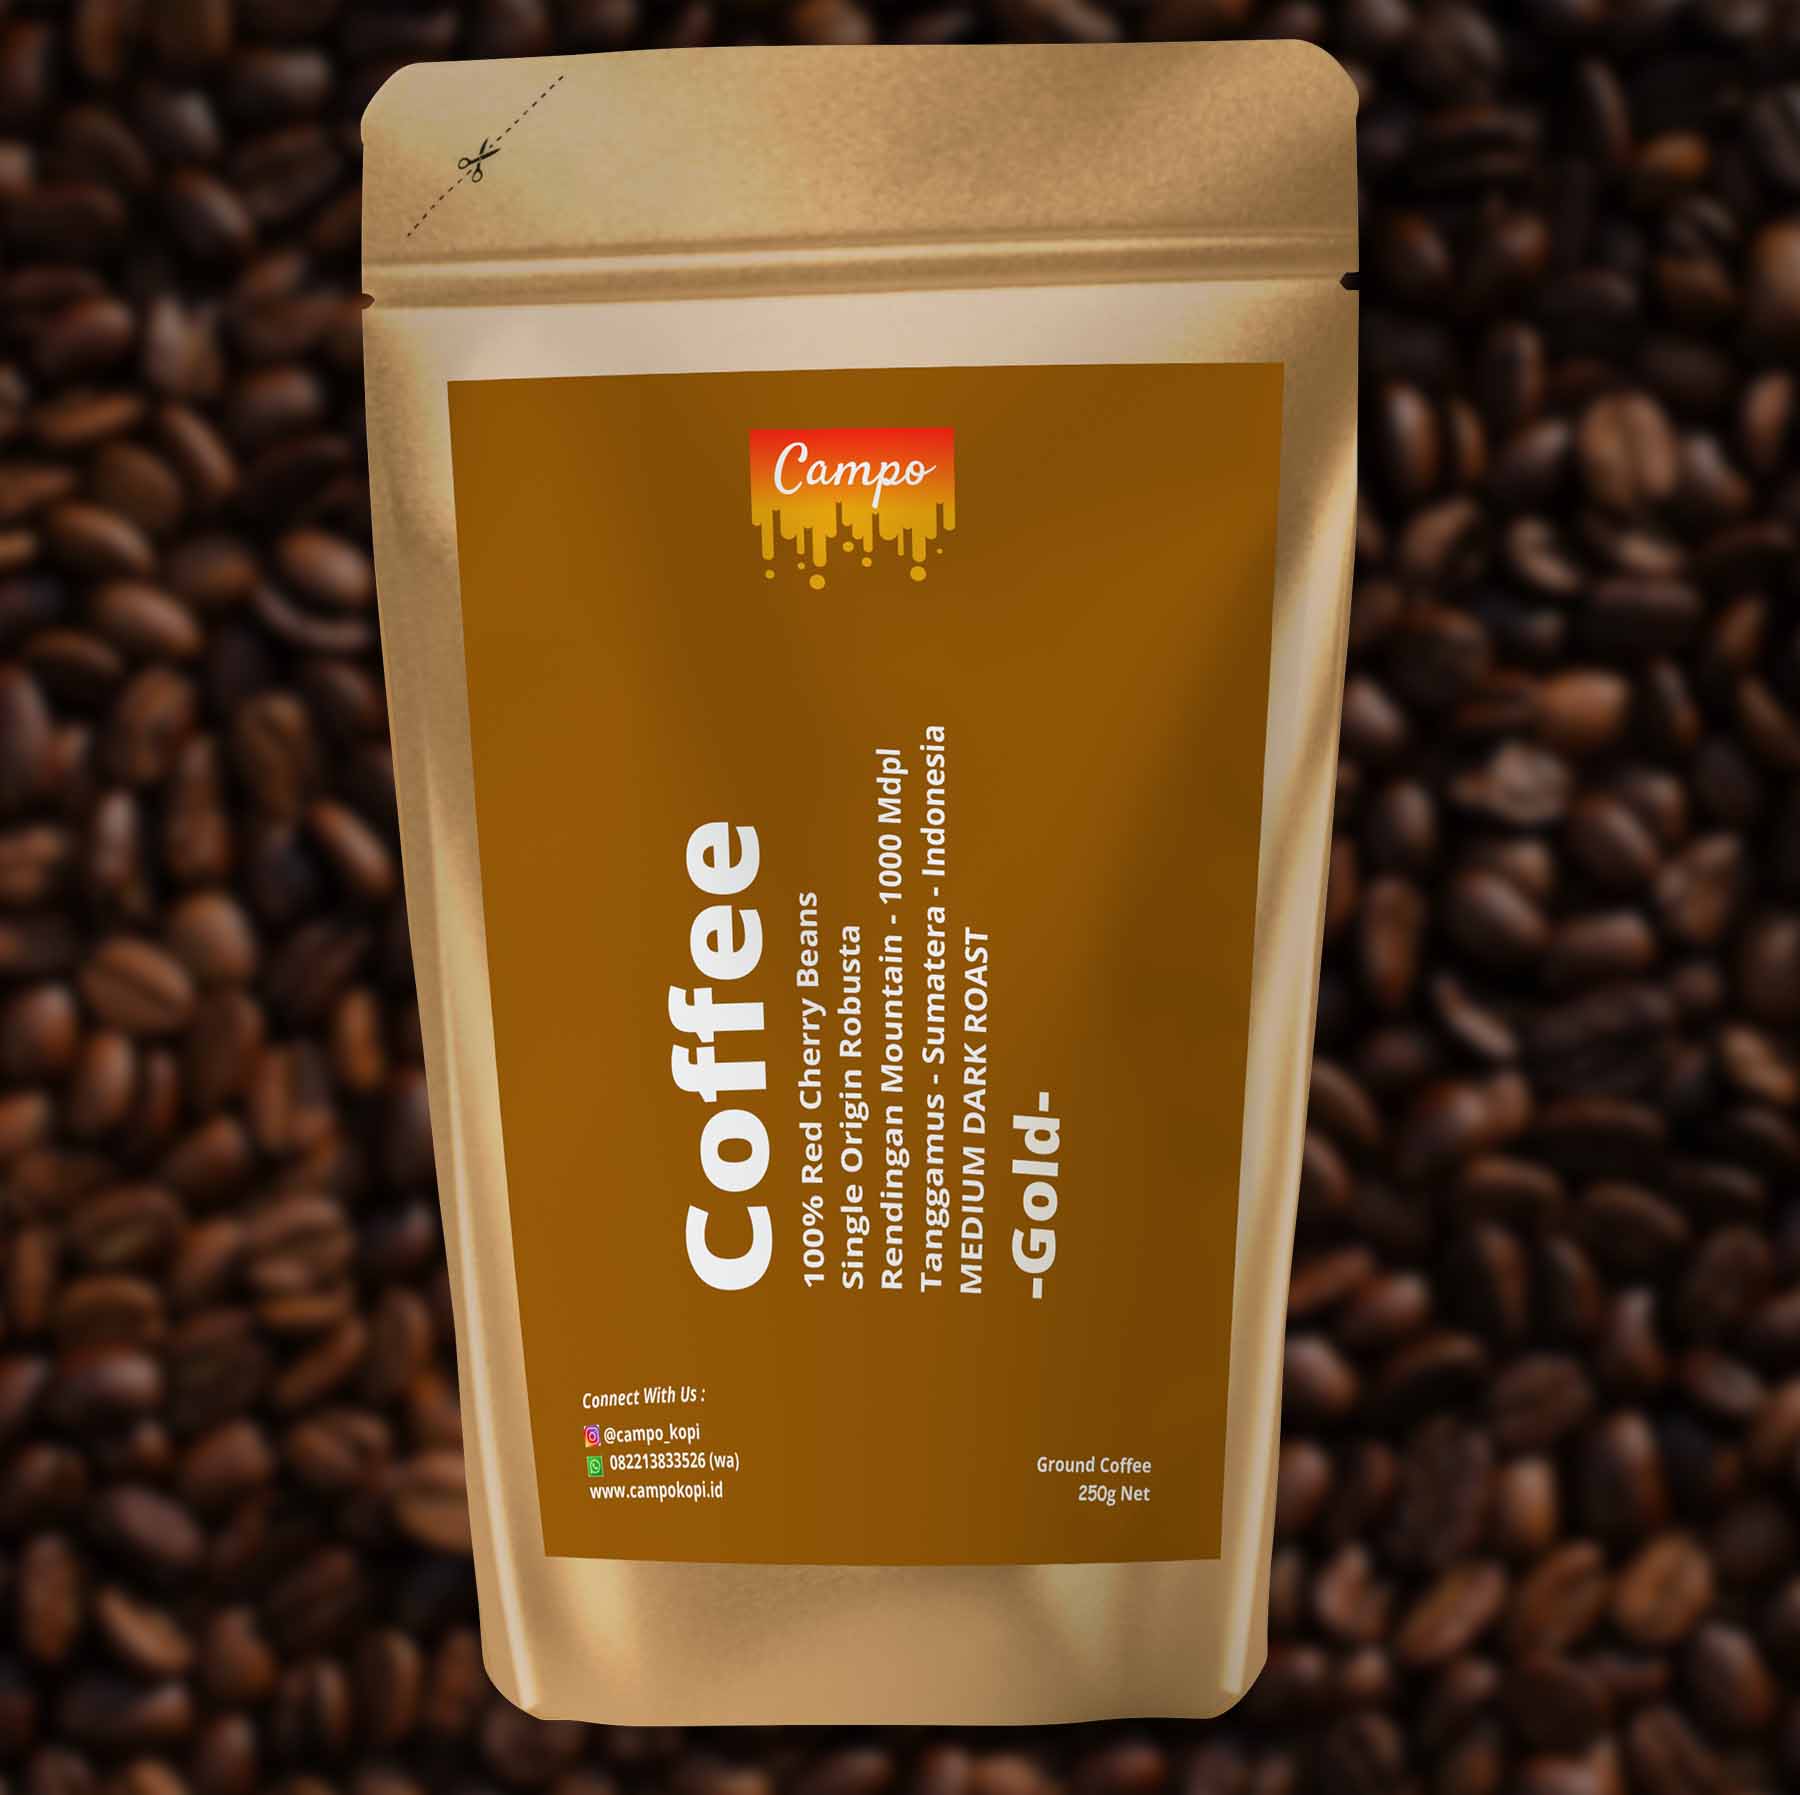 Campo
Coffee
100% Red Cherry Beans
Single Origin Robusta
Rendingan Mountain - 1000 Mdpl
Tanggamus - Sumatera - Indonesia
MEDIUM DARK ROAST
-Gold-
Connect With Us :
@campo_kopi
082213833526 (wa)
www.campokopi.id
Ground Coffee
250g Net